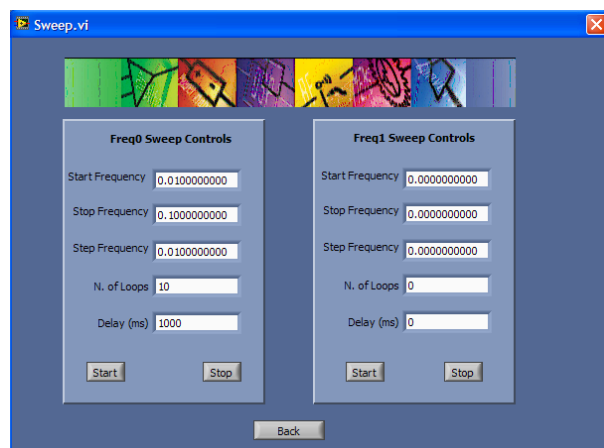 Sweep.vi
Freq0 Sweep Controls
Start Frequency 0.0100000000
Stop Frequency 0.1000000000
Step Frequency 0.0100000000
N. of Loops 10
Delay (ms) 1000
Start Stop
Freq1 Sweep Controls
Start Frequency 0.0000000000
Stop Frequency 0.0000000000
Step Frequency 0.0000000000
N. of Loops 0
Delay (ms) 0
Start Stop
Back